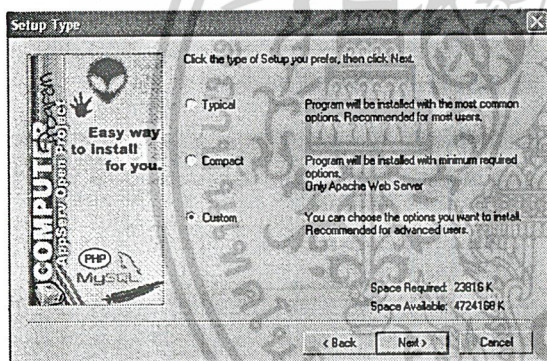 Setup Type
Click the type of Setup you prefer, then click Next.
Typical
Program will be installed with the most common
options. Recommended for most users.
Compact
Program will be installed with minimum required
options.
Only Apache Web Server
Custom
You can choose the options you want to install.
Recommended for advanced users.
Easy way
to install
for you.
COMPUTER
AppServ Open Project
PHP
MySQL
Space Required: 23816 K
Space Available: 4724168 K
< Back
Next >
Cancel